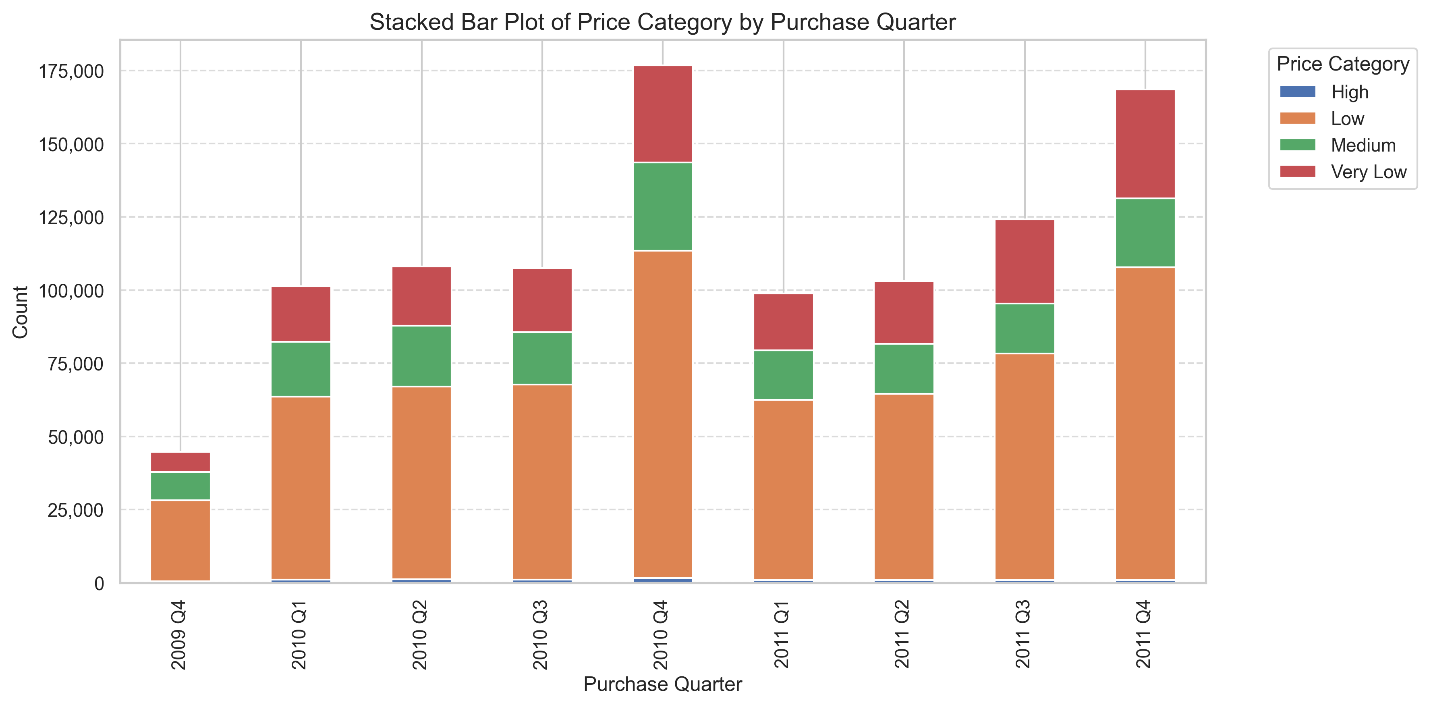 Stacked Bar Plot of Price Category by Purchase Quarter
Price Category
High
Low
Medium
Very Low
Count
175,000
150,000
125,000
100,000
75,000
50,000
25,000
0
2009 Q4
2010 Q1
2010 Q2
2010 Q3
2010 Q4
2011 Q1
2011 Q2
2011 Q3
2011 Q4
Purchase Quarter